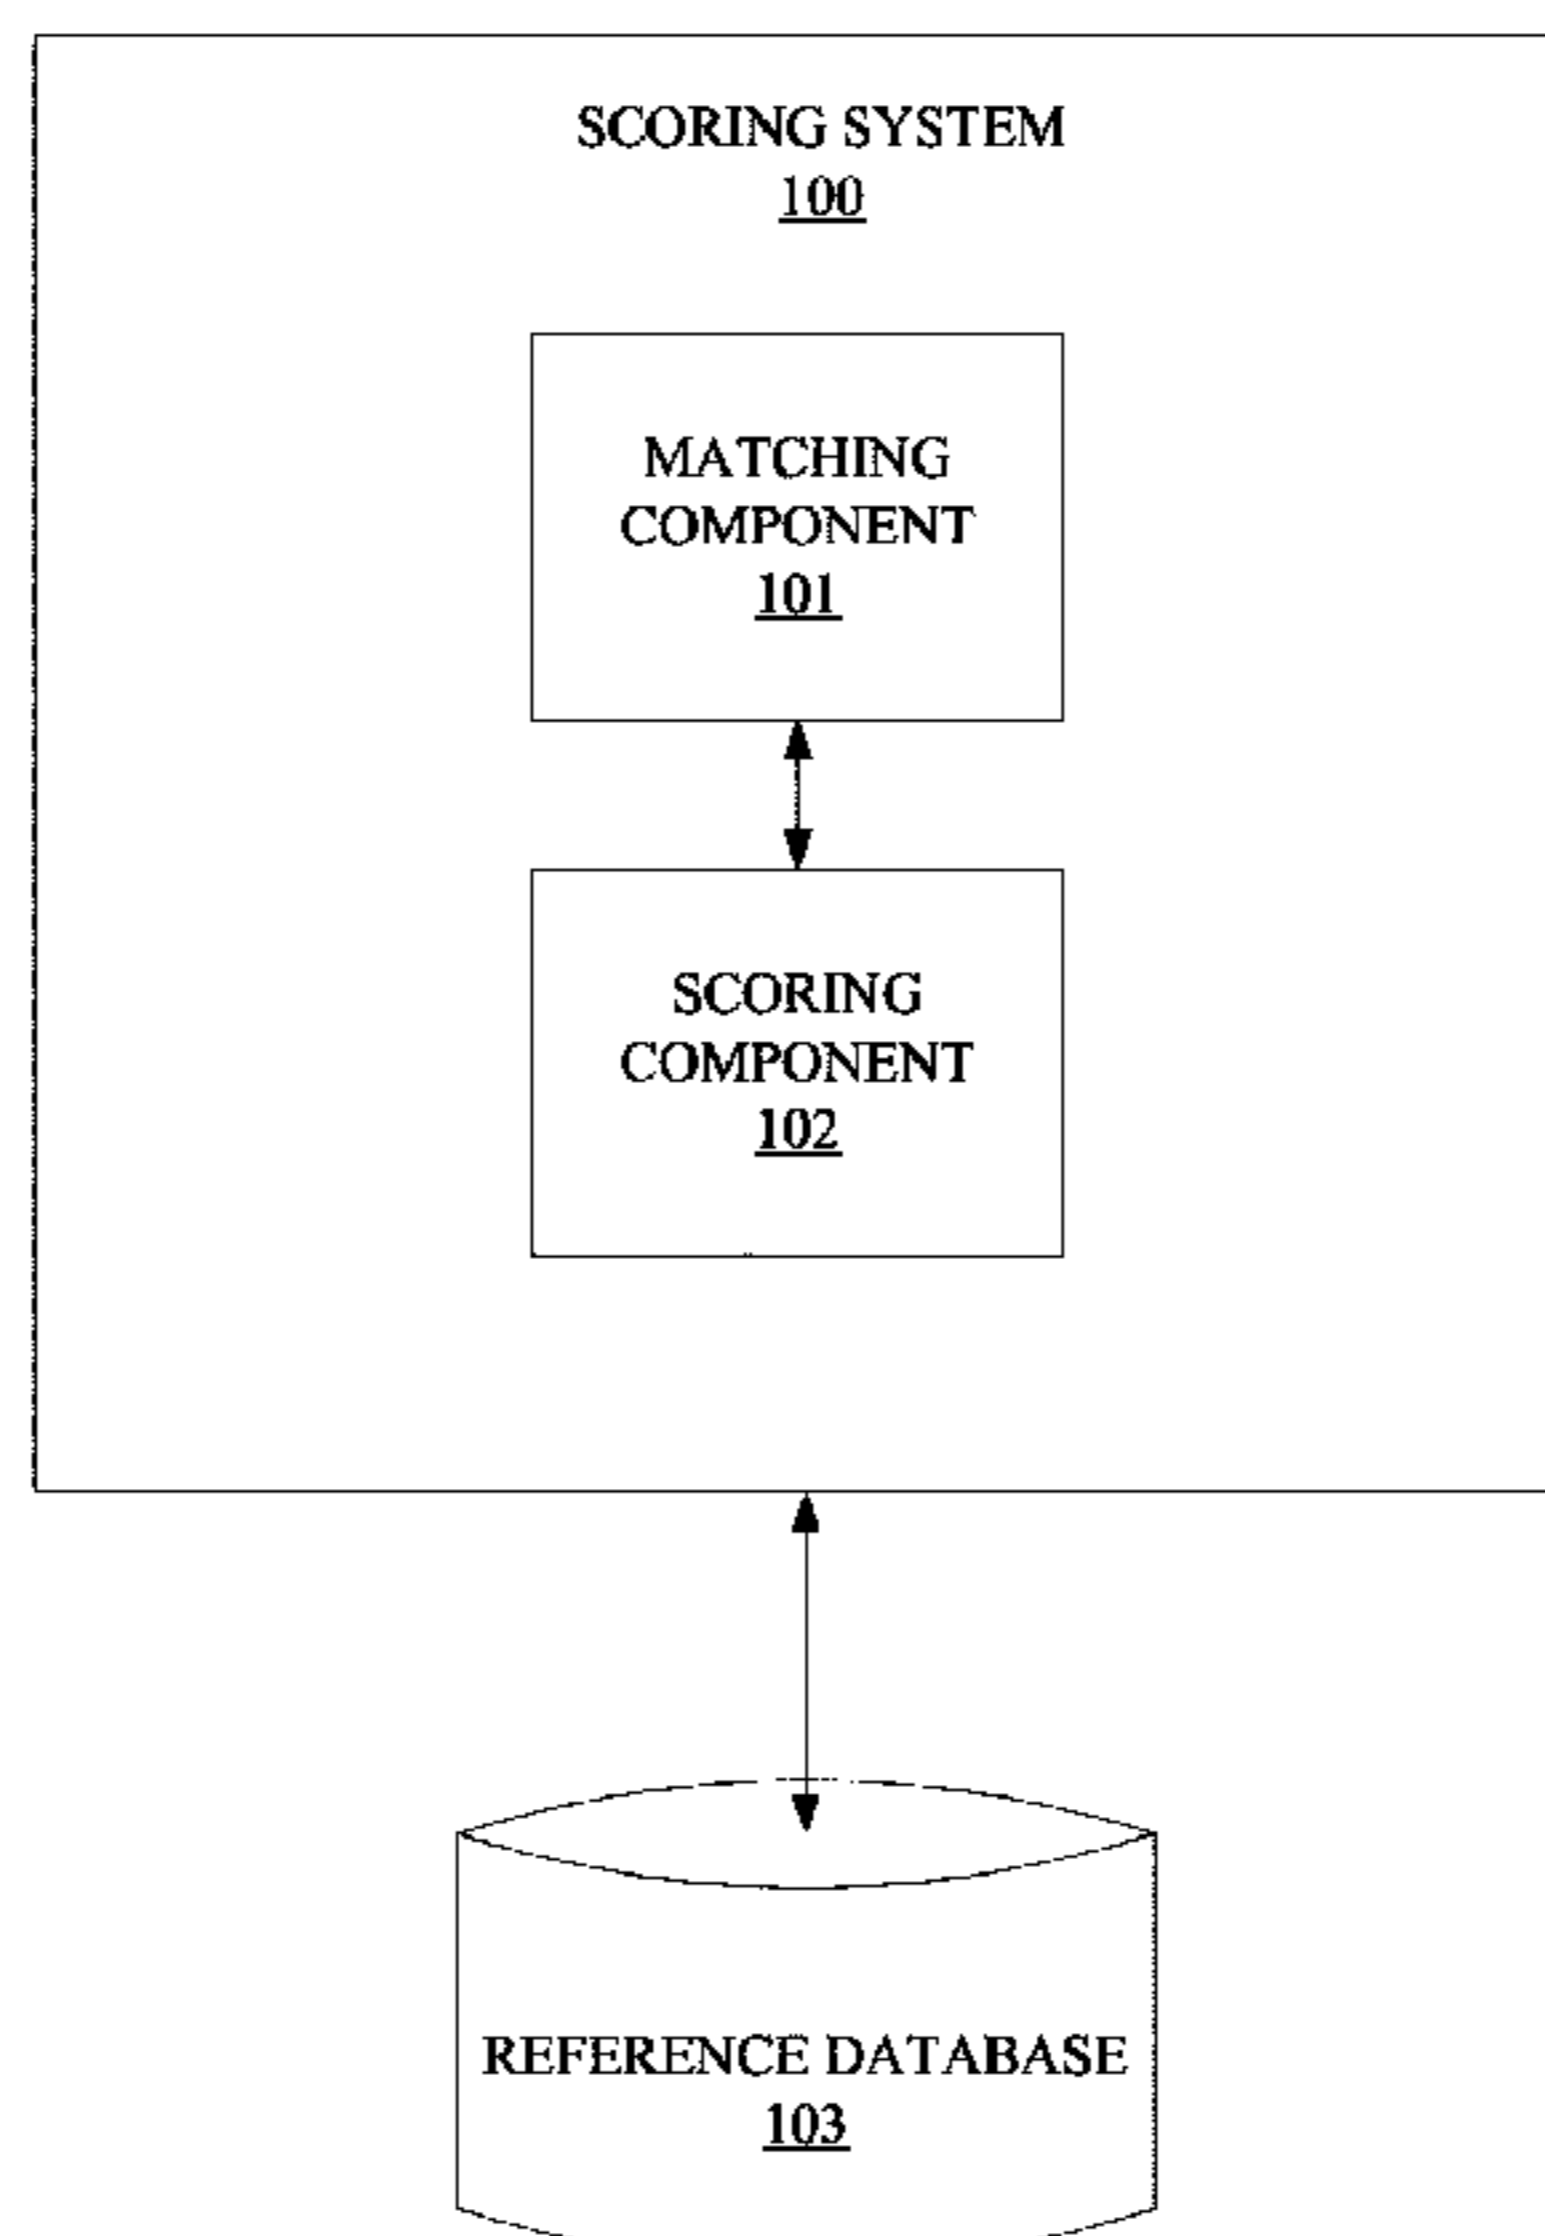 SCORING SYSTEM
100
MATCHING
COMPONENT
101
SCORING
COMPONENT
102
REFERENCE DATABASE
103